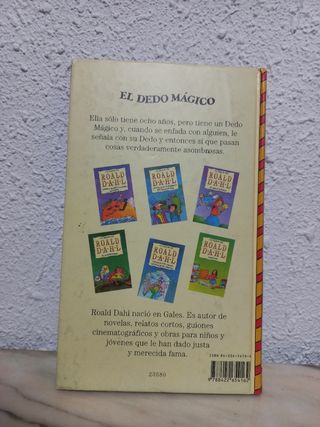 EL DEDO MÁGICO
Ella sólo tiene ocho años, pero tiene un Dedo
Mágico y, cuando se enfada con alguien, le
señala con su Dedo y entonces sí que pasan
cosas verdaderamente asombrosas.
ROALD
DAHL
ROALD
DAHL
ROALD
DAHL
ROALD
DAHL
ROALD
DAHL
ROALD
DAHL
Roald Dahl nació en Gales. Es autor de
novelas, relatos cortos, guiones
cinematográficos y obras para niños y
jóvenes que le han dado justa
y merecida fama.
23580
9788422654162